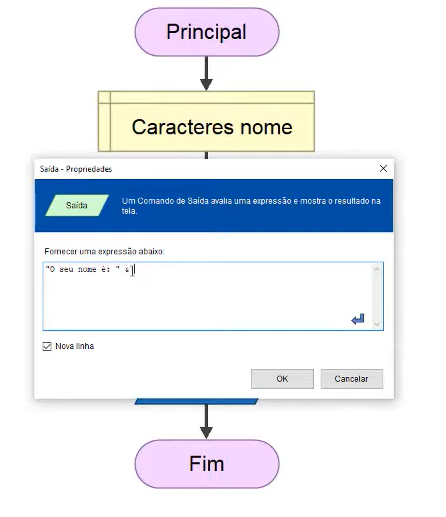 Principal
Caracteres nome
Saída - Propriedades
Saída
Um Comando de Saída avalia uma expressão e mostra o resultado na
tela.
Fornecer uma expressão abaixo:
"O seu nome è: " &
Nova linha
OK
Cancelar
Fim